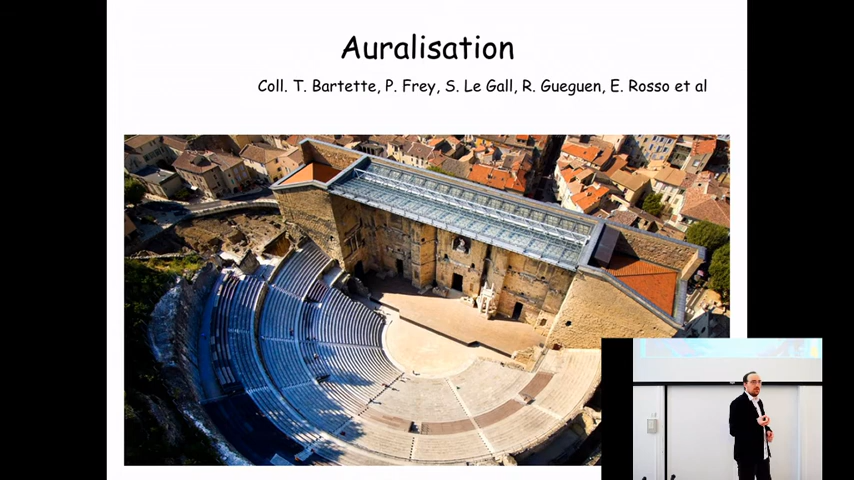 Auralisation
Coll. T. Bartette, P. Frey, S. Le Gall, R. Gueguen, E. Rosso et al